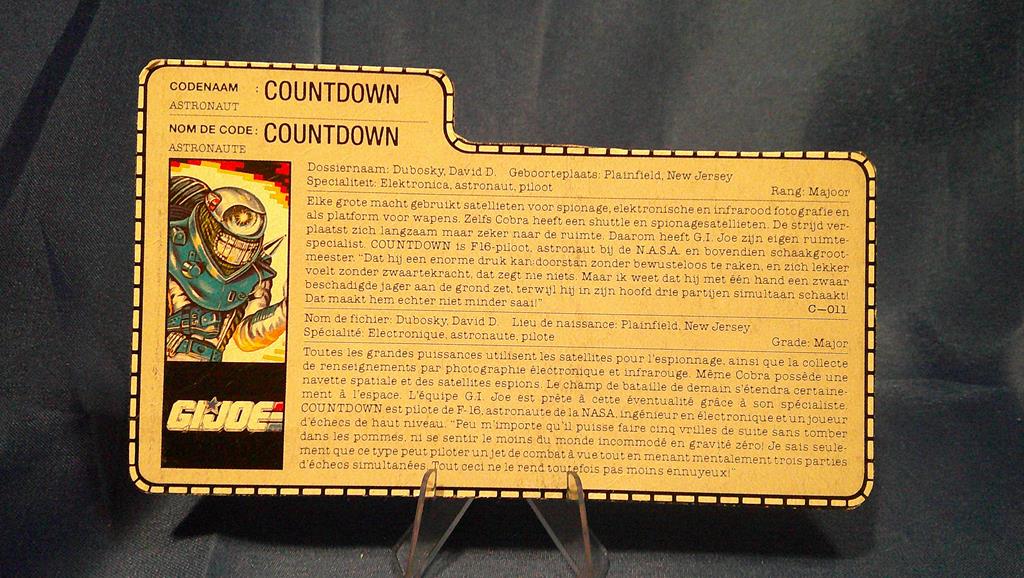 CODENAAM : COUNTDOWN
ASTRONAUT
NOM DE CODE: COUNTDOWN
ASTRONAUTE
Dossiernaam: Dubosky, David D. Geboorteplaats: Plainfield, New Jersey
Specialiteit: Elektronica, astronaut, piloot Rang: Majoor
Elke grote macht gebruikt satellieten voor spionage, elektronische en infrarood fotografie en
als platform voor wapens. Zelfs Cobra heeft een shuttle en spionagesatellieten. De strijd ver-
plaatst zich langzaam maar zeker naar de ruimte. Daarom heeft G.I. Joe zijn eigen ruimte-
specialist. COUNTDOWN is F16-piloot, astronaut bij de N.A.S.A. en bovendien schaakgroot-
meester. "Dat hij een enorme druk kan doorstan zonder bewusteloos te raken, en zich lekker
voelt zonder zwaartekracht, dat zegt me niets. Maar ik weet dat hij met één hand een zwaar
beschadigde jager aan de grond zet, terwijl hij in zijn hoofd drie partijen simultaan schaakt!
Dat maakt hem echter niet minder saai!"
C-011
Nom de fichier: Dubosky, David D. Lieu de naissance: Plainfield, New Jersey
Spécialité: Electronique, astronaute, pilote Grade: Major
Toutes les grandes puissances utilisent les satellites pour l'espionnage, ainsi que la collecte
de renseignements par photographie électronique et infrarouge. Même Cobra possède une
navette spatiale et des satellites espions. Le champ de bataille de demain s'étendra certaine-
ment à l'espace. L'équipe G.I. Joe est prête à cette éventualité grâce à son spécialiste.
COUNTDOWN est pilote de F-16, astronaute de la NASA, ingénieur en électronique et un joueur
d'échecs de haut niveau. "Peu m'importe qu'il puisse faire cinq vrilles de suite sans tomber
dans les pommes, ni se sentir le moins du monde incommodé en gravité zéro! Je sais seule-
ment que ce type peut piloter un jet de combat à vue tout en menant mentalement trois parties
d'échecs simultanées. Tout ceci ne le rend toutefois pas moins ennuyeux!"
GI JOE